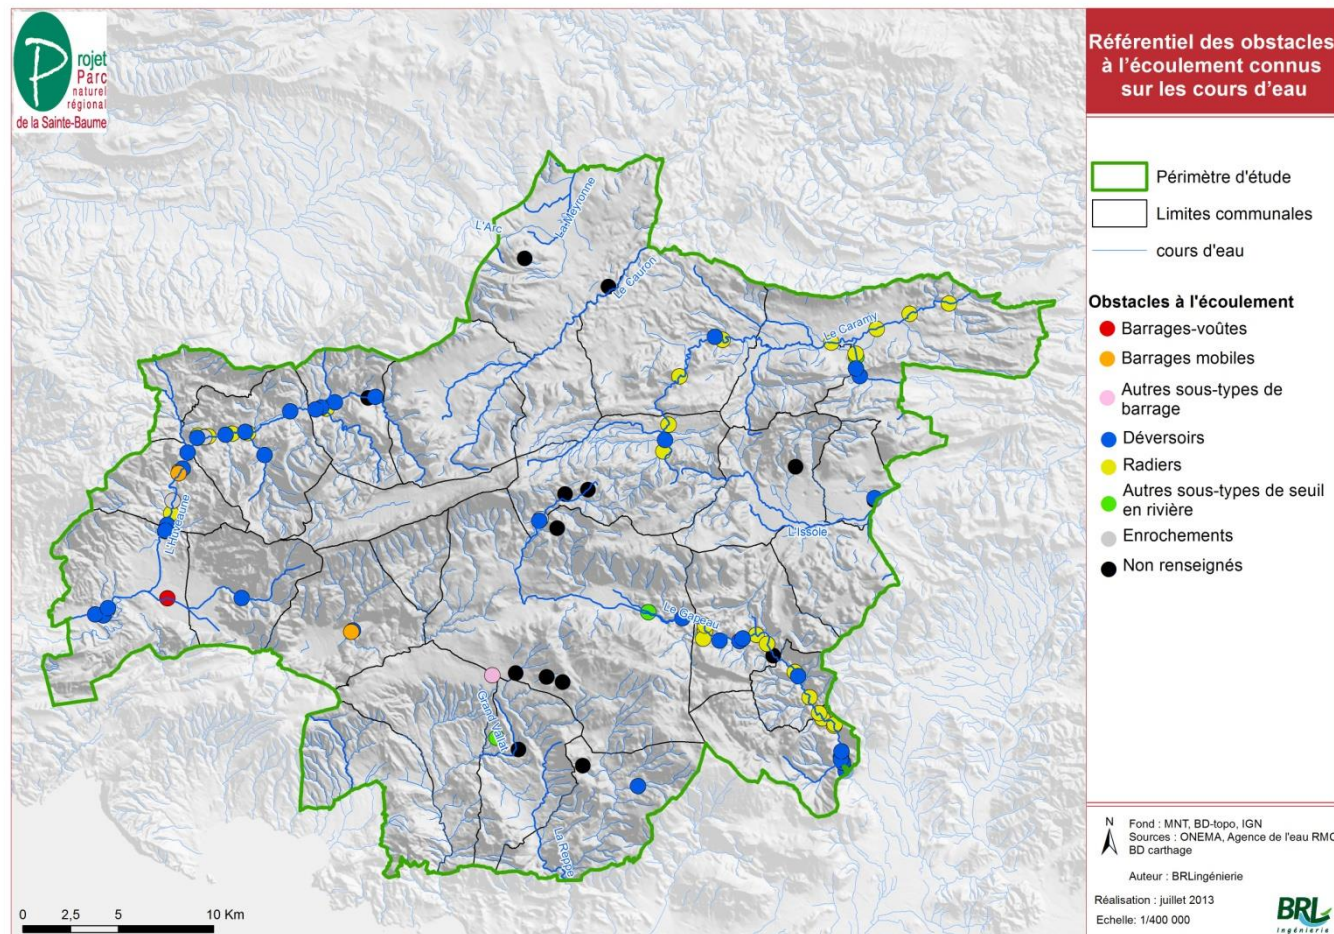 Projet
Parc
naturel
régional
de la Sainte-Baume
Référentiel des obstacles
à l'écoulement connus
sur les cours d'eau
Périmètre d'étude
Limites communales
cours d'eau
Obstacles à l'écoulement
Barrages-voûtes
Barrages mobiles
Autres sous-types de
barrage
Déversoirs
Radiers
Autres sous-types de seuil
en rivière
Enrochements
Non renseignés
L'Arc
La Meyronne
Le Cauron
Le Caramy
L'Huveaune
L'Issole
Le Gapeau
Grand Vallat
La Reppe
0 2,5 5 10 Km
N
Fond : MNT, BD-topo, IGN
Sources : ONEMA, Agence de l'eau RMC
BD carthage
Auteur : BRLingénierie
Réalisation : juillet 2013
Echelle: 1/400 000
BRL
Ingénierie